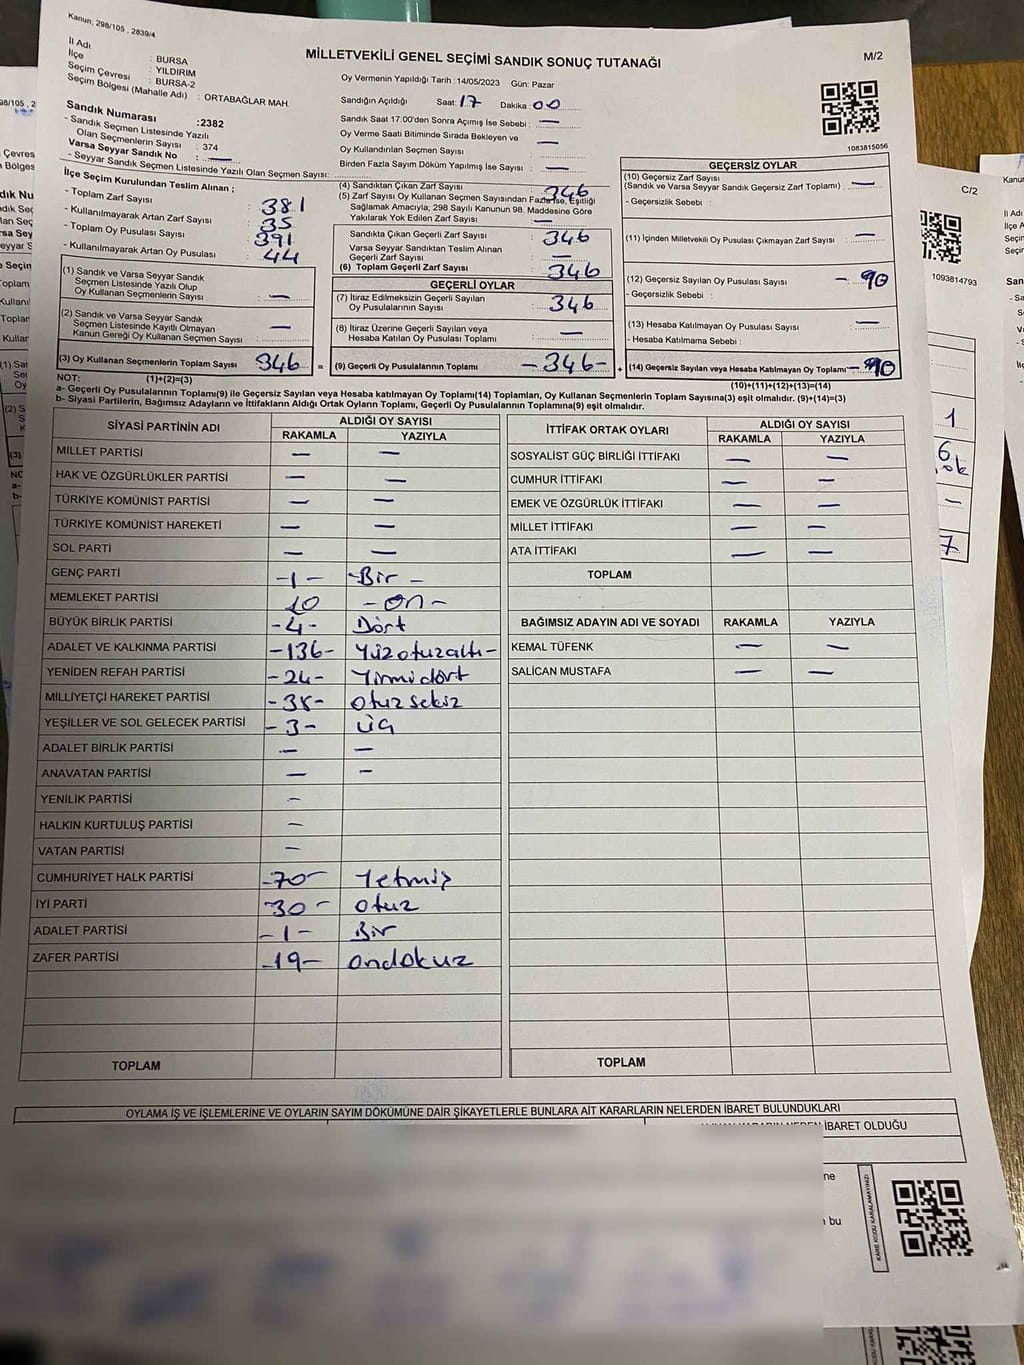 Kanun; 298/105 , 2839/4
MİLLETVEKİLİ GENEL SEÇİMİ SANDIK SONUÇ TUTANAĞI
M/2
İl Adı : BURSA
İlçe : YILDIRIM
Seçim Çevresi : BURSA-2
Seçim Bölgesi (Mahalle Adı) : ORTABAĞLAR MAH.
Sandık Numarası :2382
- Sandık Seçmen Listesinde Yazılı
Olan Seçmenlerin Sayısı : 374
Varsa Seyyar Sandık No : —
- Seyyar Sandık Seçmen Listesinde Yazılı Olan Seçmen Sayısı:
Oy Vermenin Yapıldığı Tarih :14/05/2023 Gün: Pazar
Sandığın Açıldığı Saat: 17 Dakika : 00
Sandık Saat 17:00'den Sonra Açımış İse Sebebi : —
Oy Verme Saati Bitiminde Sırada Bekleyen ve
Oy Kullandırılan Seçmen Sayısı : —
Birden Fazla Sayım Döküm Yapılmış İse Sayısı : —
1083815056
İlçe Seçim Kurulundan Teslim Alınan ;
- Toplam Zarf Sayısı : 381
- Kullanılmayarak Artan Zarf Sayısı : 35
- Toplam Oy Pusulası Sayısı : 391
- Kullanılmayarak Artan Oy Pusulası : 44
(1) Sandık ve Varsa Seyyar Sandık
Seçmen Listesinde Yazılı Olup
Oy Kullanan Seçmenlerin Sayısı : —
(2) Sandık ve Varsa Seyyar Sandık
Seçmen Listesinde Kayıtlı Olmayan
Kanun Gereği Oy Kullanan Seçmen Sayısı : —
(3) Oy Kullanan Seçmenlerin Toplam Sayısı : 346
(4) Sandıktan Çıkan Zarf Sayısı : 346
(5) Zarf Sayısı Oy Kullanan Seçmen Sayısından Fazla İse, Eşitliği
Sağlamak Amacıyla; 298 Sayılı Kanunun 98. Maddesine Göre
Yakılarak Yok Edilen Zarf Sayısı : —
Sandıkta Çıkan Geçerli Zarf Sayısı : 346
Varsa Seyyar Sandıktan Teslim Alınan
Geçerli Zarf Sayısı : —
(6) Toplam Geçerli Zarf Sayısı : 346
GEÇERLİ OYLAR
(7) İtiraz Edilmeksizin Geçerli Sayılan
Oy Pusulalarının Sayısı : 346
(8) İtiraz Üzerine Geçerli Sayılan veya
Hesaba Katılan Oy Pusulası Toplamı : —
= (9) Geçerli Oy Pusulalarının Toplamı : -346-
GEÇERSİZ OYLAR
(10) Geçersiz Zarf Sayısı
(Sandık ve Varsa Seyyar Sandık Geçersiz Zarf Toplamı) : —
- Geçersizlik Sebebi :
(11) İçinden Milletvekili Oy Pusulası Çıkmayan Zarf Sayısı : —
(12) Geçersiz Sayılan Oy Pusulası Sayısı : - 90
- Geçersizlik Sebebi :
(13) Hesaba Katılmayan Oy Pusulası Sayısı : —
- Hesaba Katılmama Sebebi :
+ (14) Geçersiz Sayılan veya Hesaba Katılmayan Oy Toplamı : - 90
NOT: (1)+(2)=(3)
(10)+(11)+(12)+(13)=(14)
a- Geçerli Oy Pusulalarının Toplamı(9) ile Geçersiz Sayılan veya Hesaba katılmayan Oy Toplamı(14) Toplamları, Oy Kullanan Seçmenlerin Toplam Sayısına(3) eşit olmalıdır. (9)+(14)=(3)
b- Siyasi Partilerin, Bağımsız Adayların ve İttifakların Aldığı Ortak Oyların Toplamı, Geçerli Oy Pusulalarının Toplamına(9) eşit olmalıdır.
SİYASİ PARTİNİN ADI
ALDIĞI OY SAYISI
RAKAMLA YAZIYLA
MİLLET PARTİSİ — —
HAK VE ÖZGÜRLÜKLER PARTİSİ — —
TÜRKİYE KOMÜNİST PARTİSİ — —
TÜRKİYE KOMÜNİST HAREKETİ — —
SOL PARTİ — —
GENÇ PARTİ -1- -Bir -
MEMLEKET PARTİSİ 10 -on-
BÜYÜK BİRLİK PARTİSİ -4- Dört
ADALET VE KALKINMA PARTİSİ -136- Yüzotuzaltı-
YENİDEN REFAH PARTİSİ -24- Yirmidört
MİLLİYETÇİ HAREKET PARTİSİ -38- otuzsekiz
YEŞİLLER VE SOL GELECEK PARTİSİ - 3 - üç
ADALET BİRLİK PARTİSİ — —
ANAVATAN PARTİSİ — —
YENİLİK PARTİSİ —
HALKIN KURTULUŞ PARTİSİ —
VATAN PARTİSİ —
CUMHURİYET HALK PARTİSİ -70- Yetmiş
İYİ PARTİ 30 - otuz
ADALET PARTİSİ -1- Bir
ZAFER PARTİSİ -19- ondokuz
TOPLAM
İTTİFAK ORTAK OYLARI
ALDIĞI OY SAYISI
RAKAMLA YAZIYLA
SOSYALİST GÜÇ BİRLİĞİ İTTİFAKI — —
CUMHUR İTTİFAKI — —
EMEK VE ÖZGÜRLÜK İTTİFAKI — —
MİLLET İTTİFAKI — —
ATA İTTİFAKI — —
TOPLAM
BAĞIMSIZ ADAYIN ADI VE SOYADI RAKAMLA YAZIYLA
KEMAL TÜFENK — —
SALİCAN MUSTAFA — —
TOPLAM
OYLAMA İŞ VE İŞLEMLERİNE VE OYLARIN SAYIM DÖKÜMÜNE DAİR ŞİKAYETLERLE BUNLARA AİT KARARLARIN NELERDEN İBARET BULUNDUKLARI
İBARET OLDUĞU
ne
bu
KARE KODU KARALAMAYINIZ!
C/2
1093814793
1
6
7